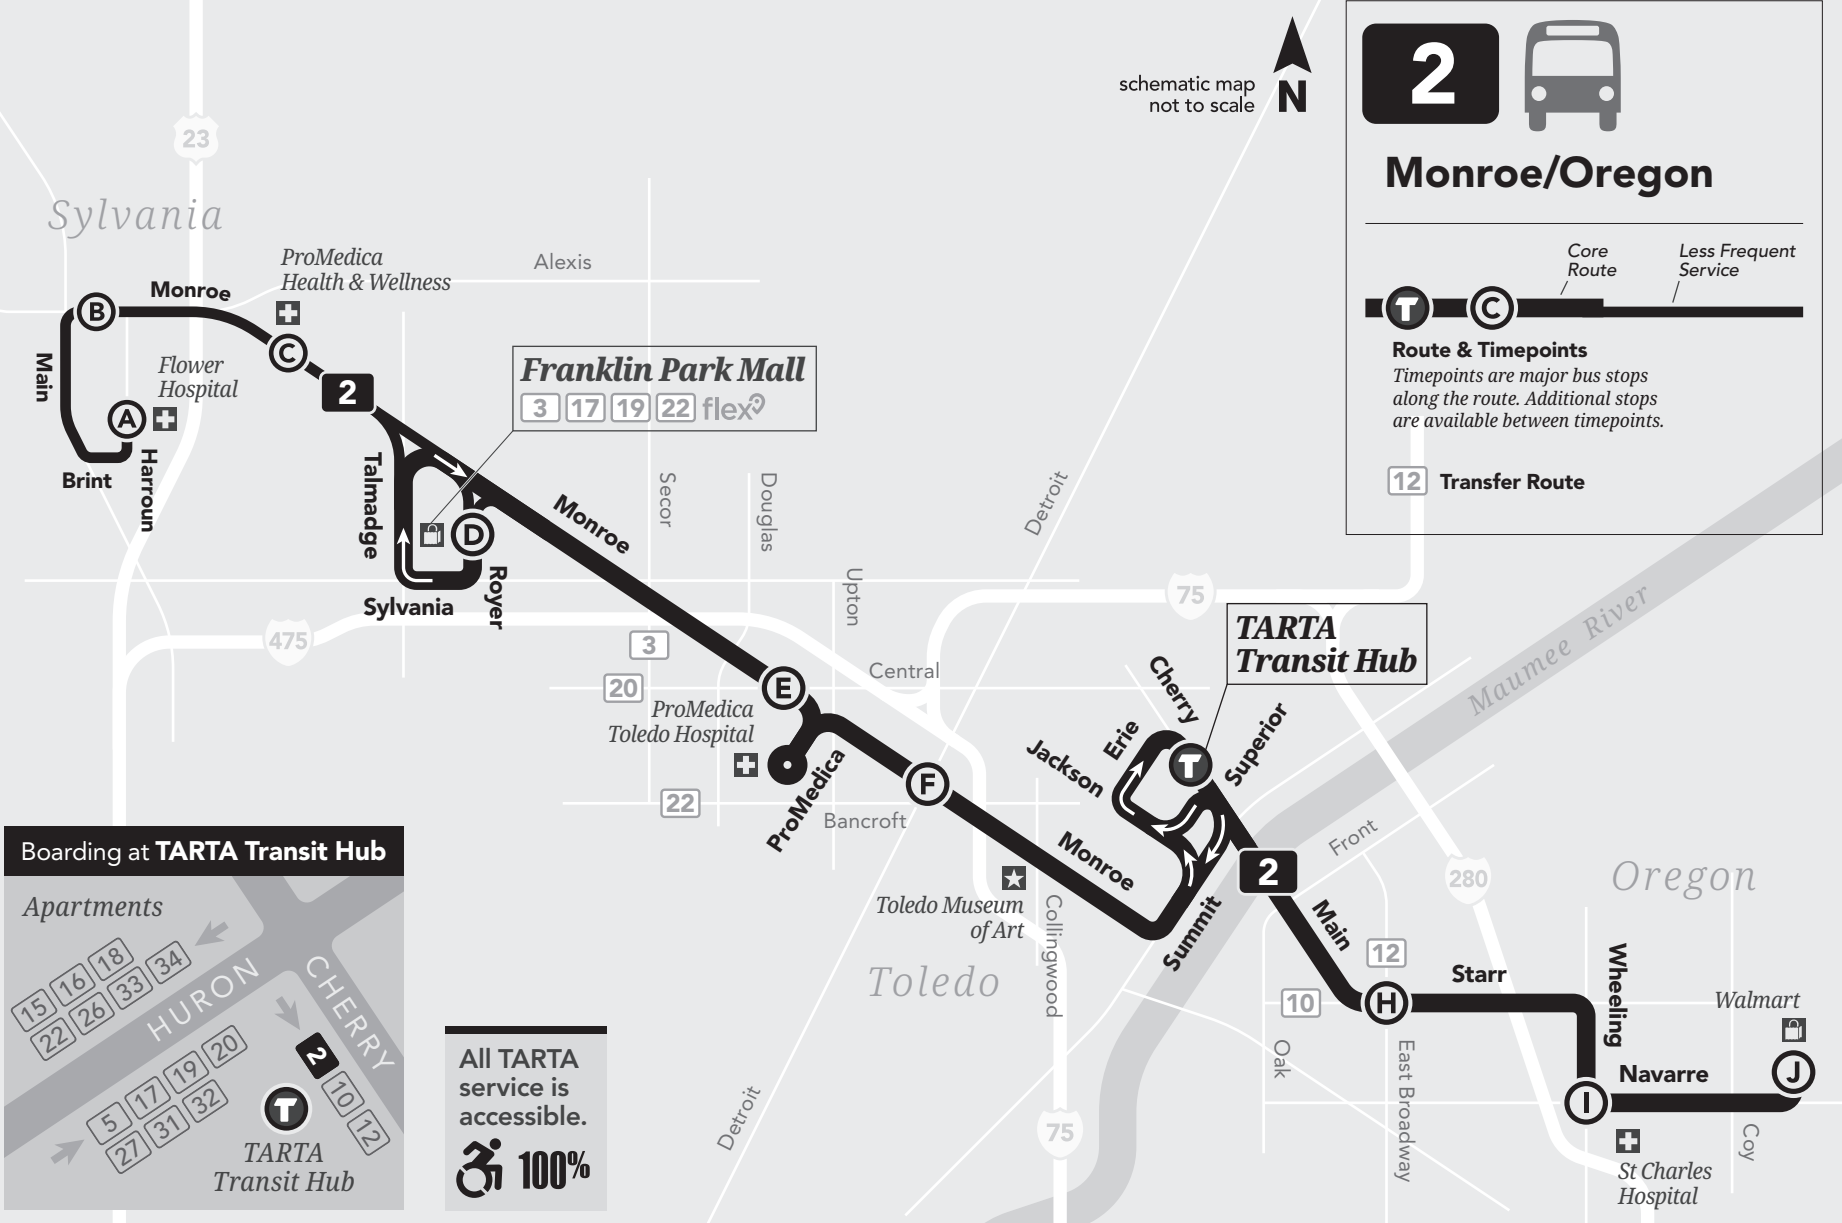 23
Sylvania
ProMedica
Health & Wellness
Alexis
schematic map
not to scale
N
2
Monroe/Oregon
Core
Route
Less Frequent
Service
T
C
Route & Timepoints
Timepoints are major bus stops
along the route. Additional stops
are available between timepoints.
12
Transfer Route
B
Monroe
C
Main
Flower
Hospital
A
2
Harroun
Brint
Franklin Park Mall
3 17 19 22 flex
Talmadge
D
Royer
Sylvania
Monroe
Secor
Douglas
Detroit
Upton
475
75
3
20
E
Central
ProMedica
Toledo Hospital
ProMedica
22
Bancroft
F
TARTA
Transit Hub
Maumee River
Cherry
Erie
Jackson
T
Superior
Monroe
Summit
2
Front
280
Oregon
Toledo Museum
of Art
Collingwood
Toledo
Main
12
10
H
Starr
Wheeling
Walmart
J
Navarre
I
Oak
East Broadway
Coy
St Charles
Hospital
75
Detroit
Boarding at TARTA Transit Hub
Apartments
15 16 18
22 26 33 34
HURON
CHERRY
5 17 19 20
27 31 32
2
10
12
T
TARTA
Transit Hub
All TARTA
service is
accessible.
100%